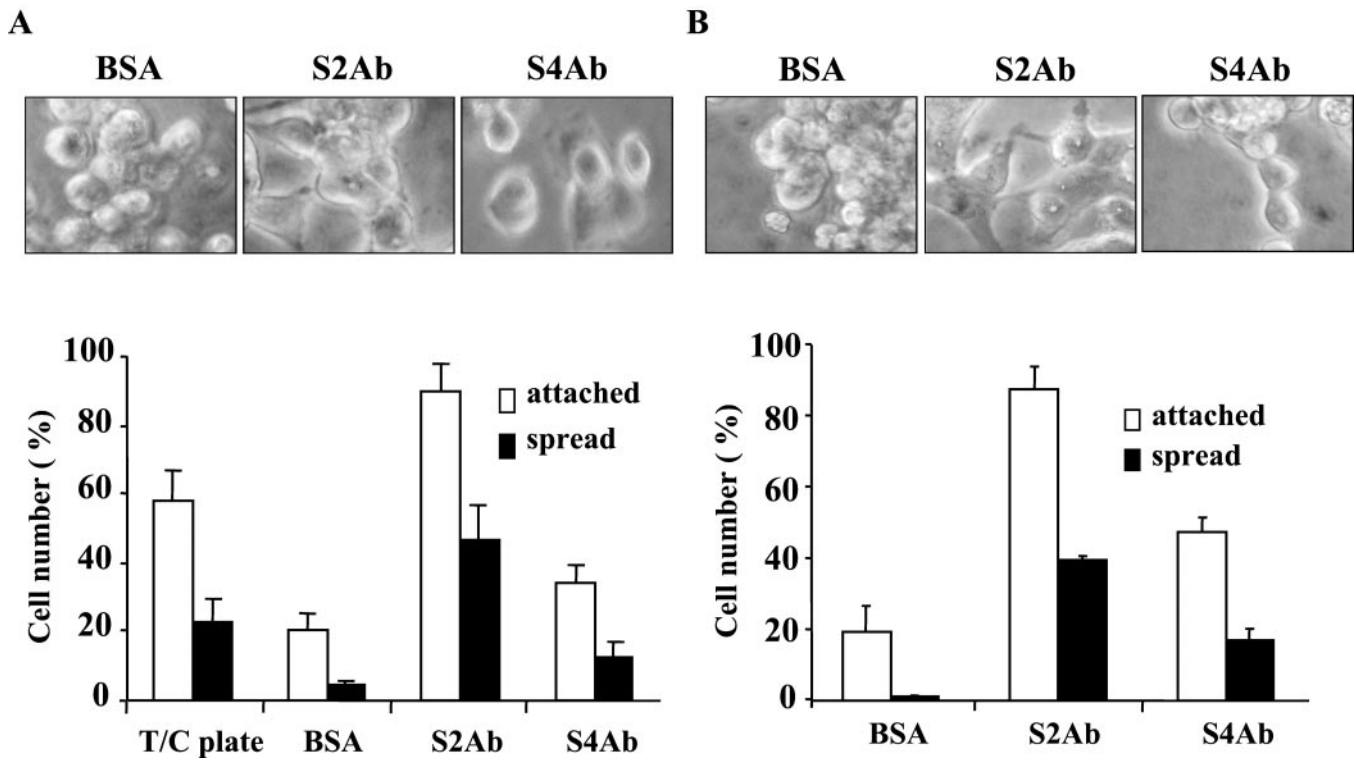 A
B
BSA S2Ab S4Ab
BSA S2Ab S4Ab
100
80
60
40
20
0
Cell number ( %)
attached
spread
T/C plate BSA S2Ab S4Ab
100
80
60
40
20
0
Cell number ( %)
attached
spread
BSA S2Ab S4Ab